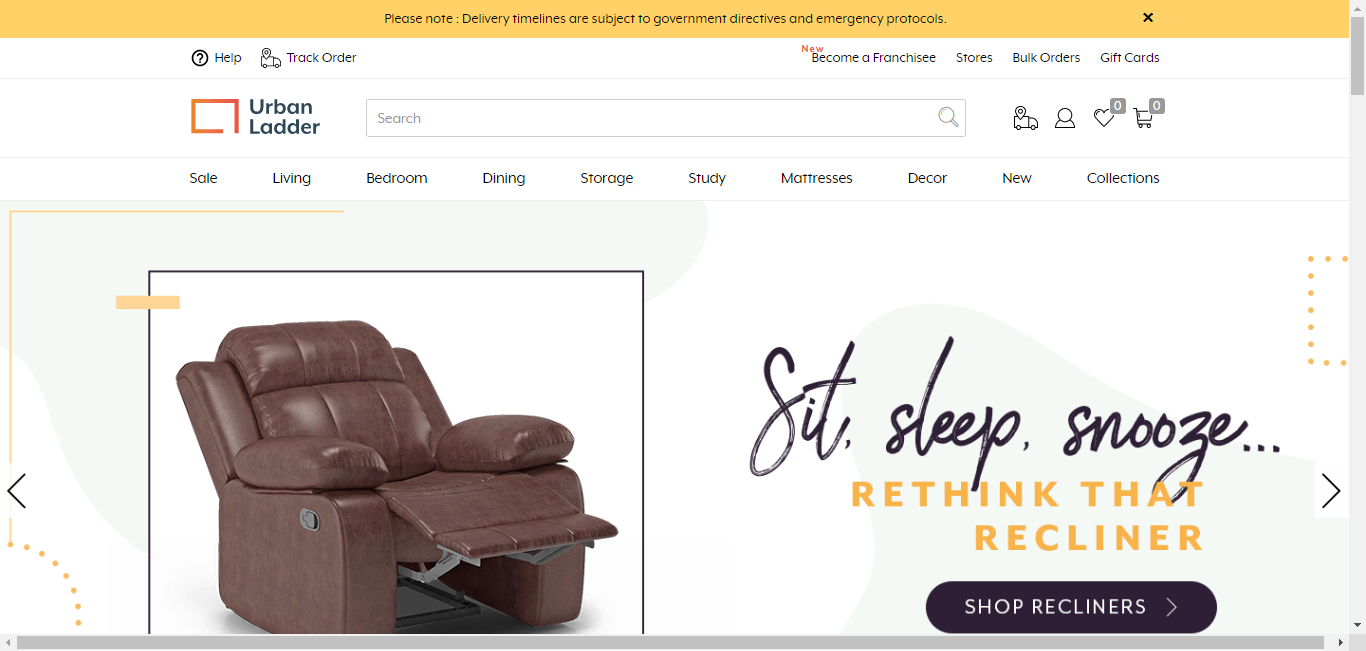 Please note : Delivery timelines are subject to government directives and emergency protocols.
Help
Track Order
New
Become a Franchisee
Stores
Bulk Orders
Gift Cards
Urban
Ladder
Search
0
0
Sale
Living
Bedroom
Dining
Storage
Study
Mattresses
Decor
New
Collections
Sit, sleep, snooze...
RETHINK THAT
RECLINER
SHOP RECLINERS